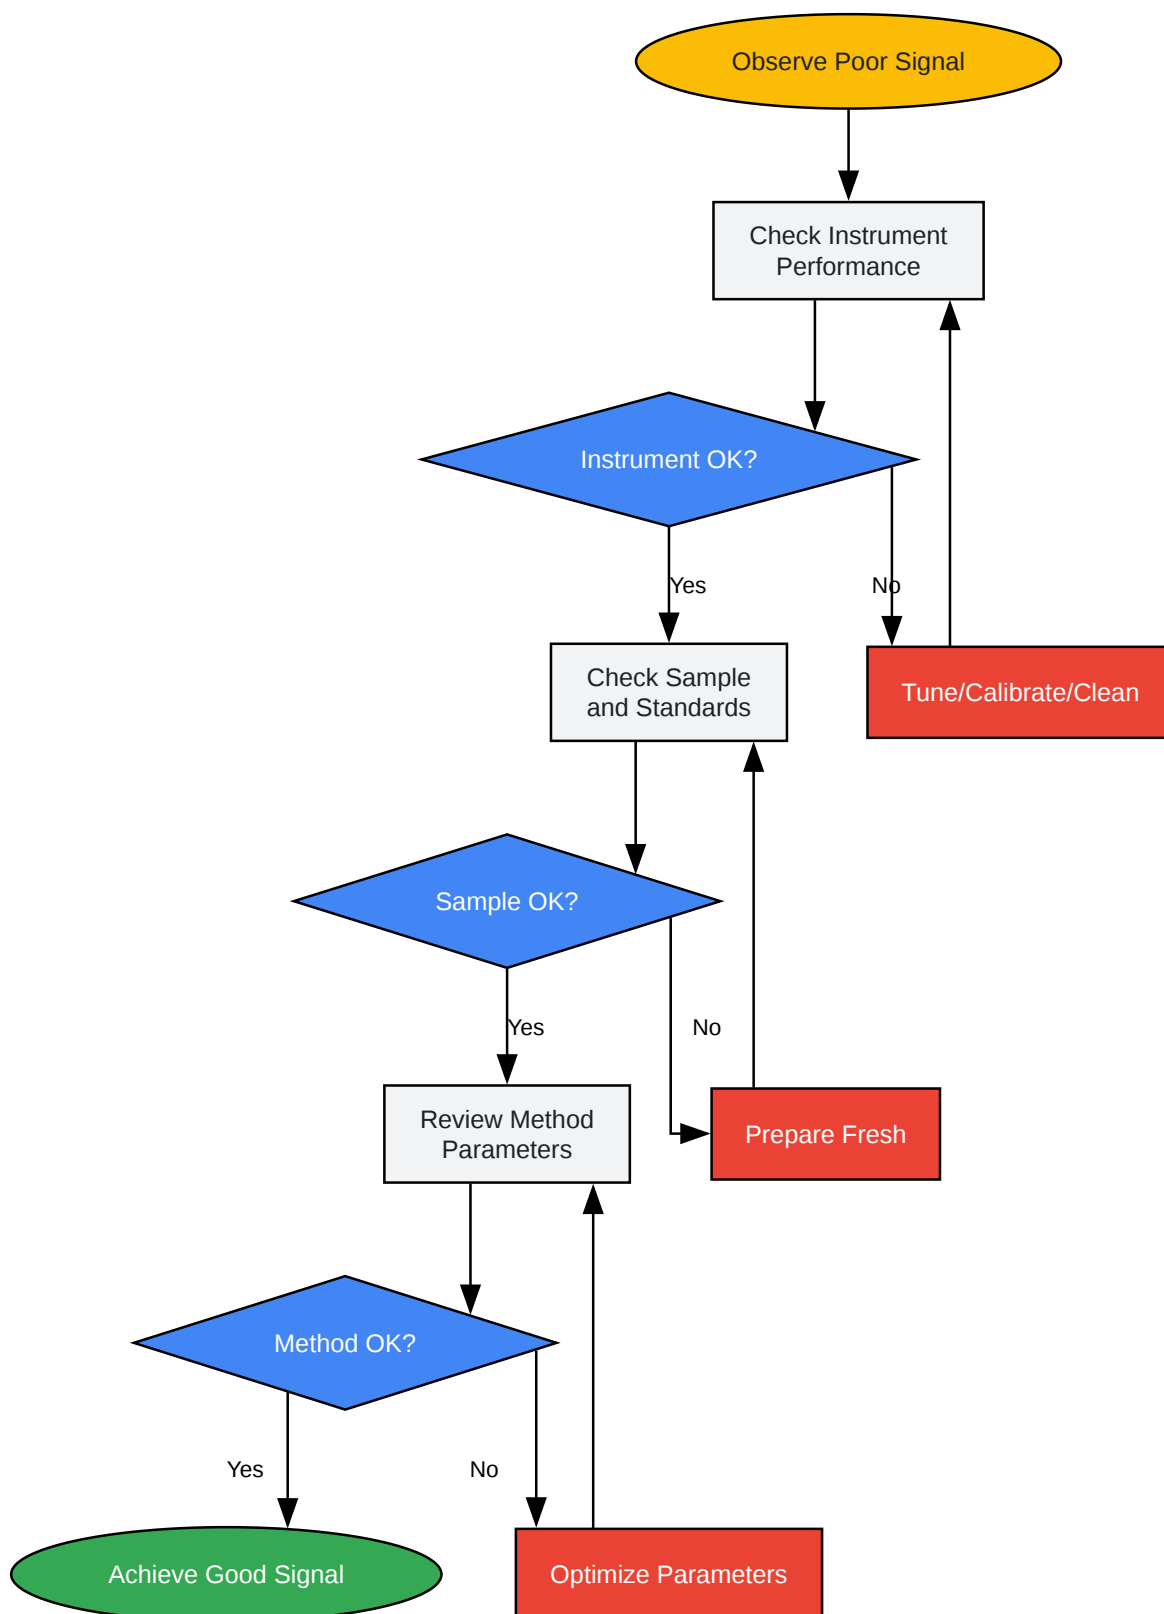 Observe Poor Signal
Check Instrument
Performance
Instrument OK?
Yes
No
Check Sample
and Standards
Tune/Calibrate/Clean
Sample OK?
Yes
No
Review Method
Parameters
Prepare Fresh
Method OK?
Yes
No
Achieve Good Signal
Optimize Parameters